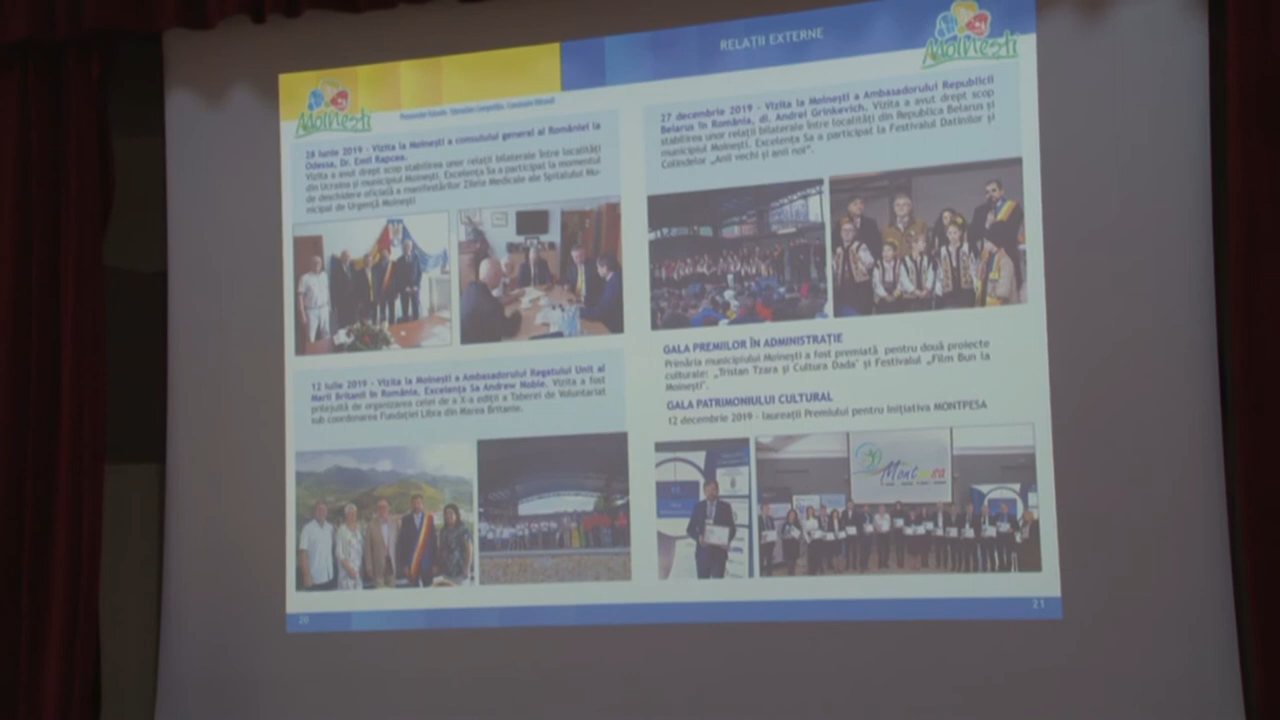 RELAȚII EXTERNE
Moinești
Moinești
28 iunie 2019 - Vizita la Moinești a consulului general al României la
Odessa, Dr. Emil Rapcea.
Vizita a avut drept scop stabilirea unor relații bilaterale între localități
din Ucraina și municipiul Moinești. Excelența Sa a participat la momentul
de deschidere oficială a manifestărilor Zilele Medicale ale Spitalului Mu-
nicipal de Urgență Moinești
12 iulie 2019 - Vizita la Moinești a Ambasadorului Regatului Unit al
Marii Britanii în România, Excelența Sa Andrew Noble. Vizita a fost
prilejuită de organizarea celei de a X-a ediții a Taberei de Voluntariat
sub coordonarea Fundației Libra din Marea Britanie.
20
27 decembrie 2019 - Vizita la Moinești a Ambasadorului Republicii
Belarus în România, dl. Andrei Grinkevich. Vizita a avut drept scop
stabilirea unor relații bilaterale între localități din Republica Belarus și
municipiul Moinești. Excelența Sa a participat la Festivalul Datinilor și
Colindelor „Anii vechi și anii noi”.
GALA PREMIILOR ÎN ADMINISTRAȚIE
Primăria municipiului Moinești a fost premiată pentru două proiecte
culturale: „Tristan Tzara și Cultura Dada" și Festivalul „Film Bun la
Moinești".
GALA PATRIMONIULUI CULTURAL
12 decembrie 2019 - laureații Premiului pentru Inițiativa MONTPESA
21